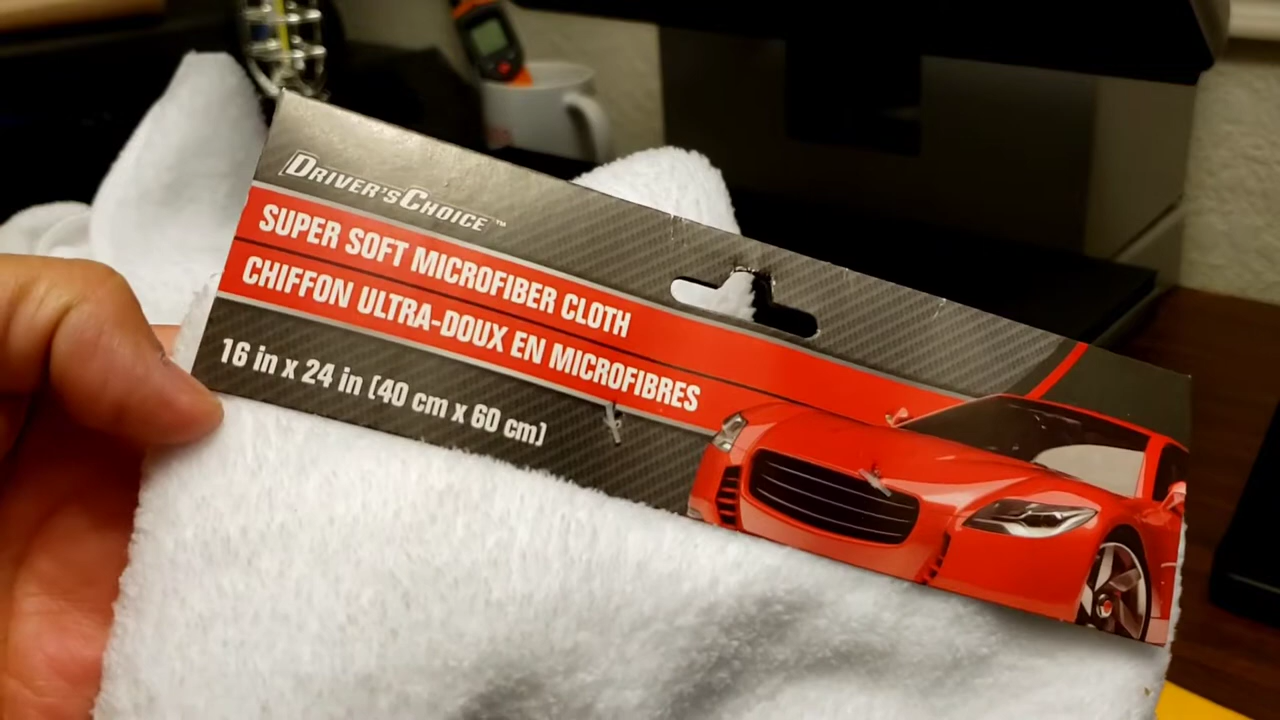 DRIVER'S CHOICE™
SUPER SOFT MICROFIBER CLOTH
CHIFFON ULTRA-DOUX EN MICROFIBRES
16 in x 24 in (40 cm x 60 cm)